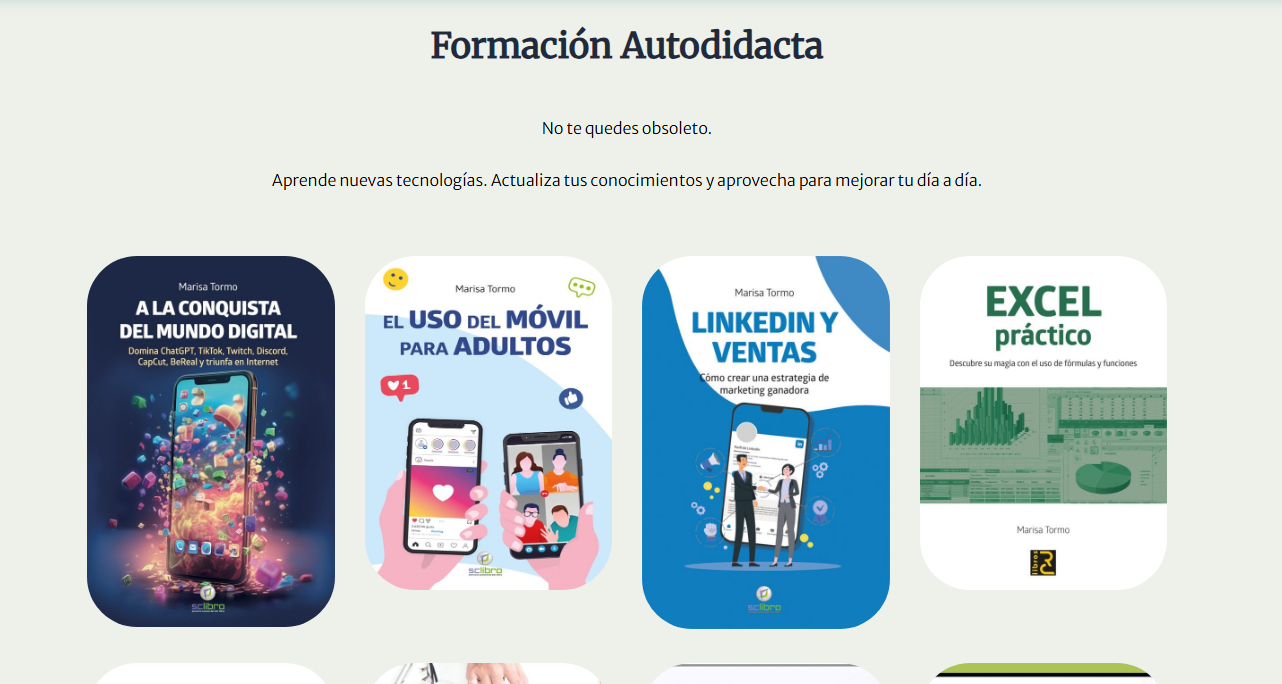 Formación Autodidacta
No te quedes obsoleto.
Aprende nuevas tecnologías. Actualiza tus conocimientos y aprovecha para mejorar tu día a día.
Marisa Tormo
A LA CONQUISTA
DEL MUNDO DIGITAL
Domina ChatGPT, TikTok, Twitch, Discord,
CapCut, BeReal y triunfa en Internet
sclibro
Marisa Tormo
EL USO DEL MÓVIL
PARA ADULTOS
1
sclibro
Marisa Tormo
LINKEDIN Y
VENTAS
Cómo crear una estrategia de
marketing ganadora
in
sclibro
EXCEL
práctico
Descubre su magia con el uso de fórmulas y funciones
Marisa Tormo
libros